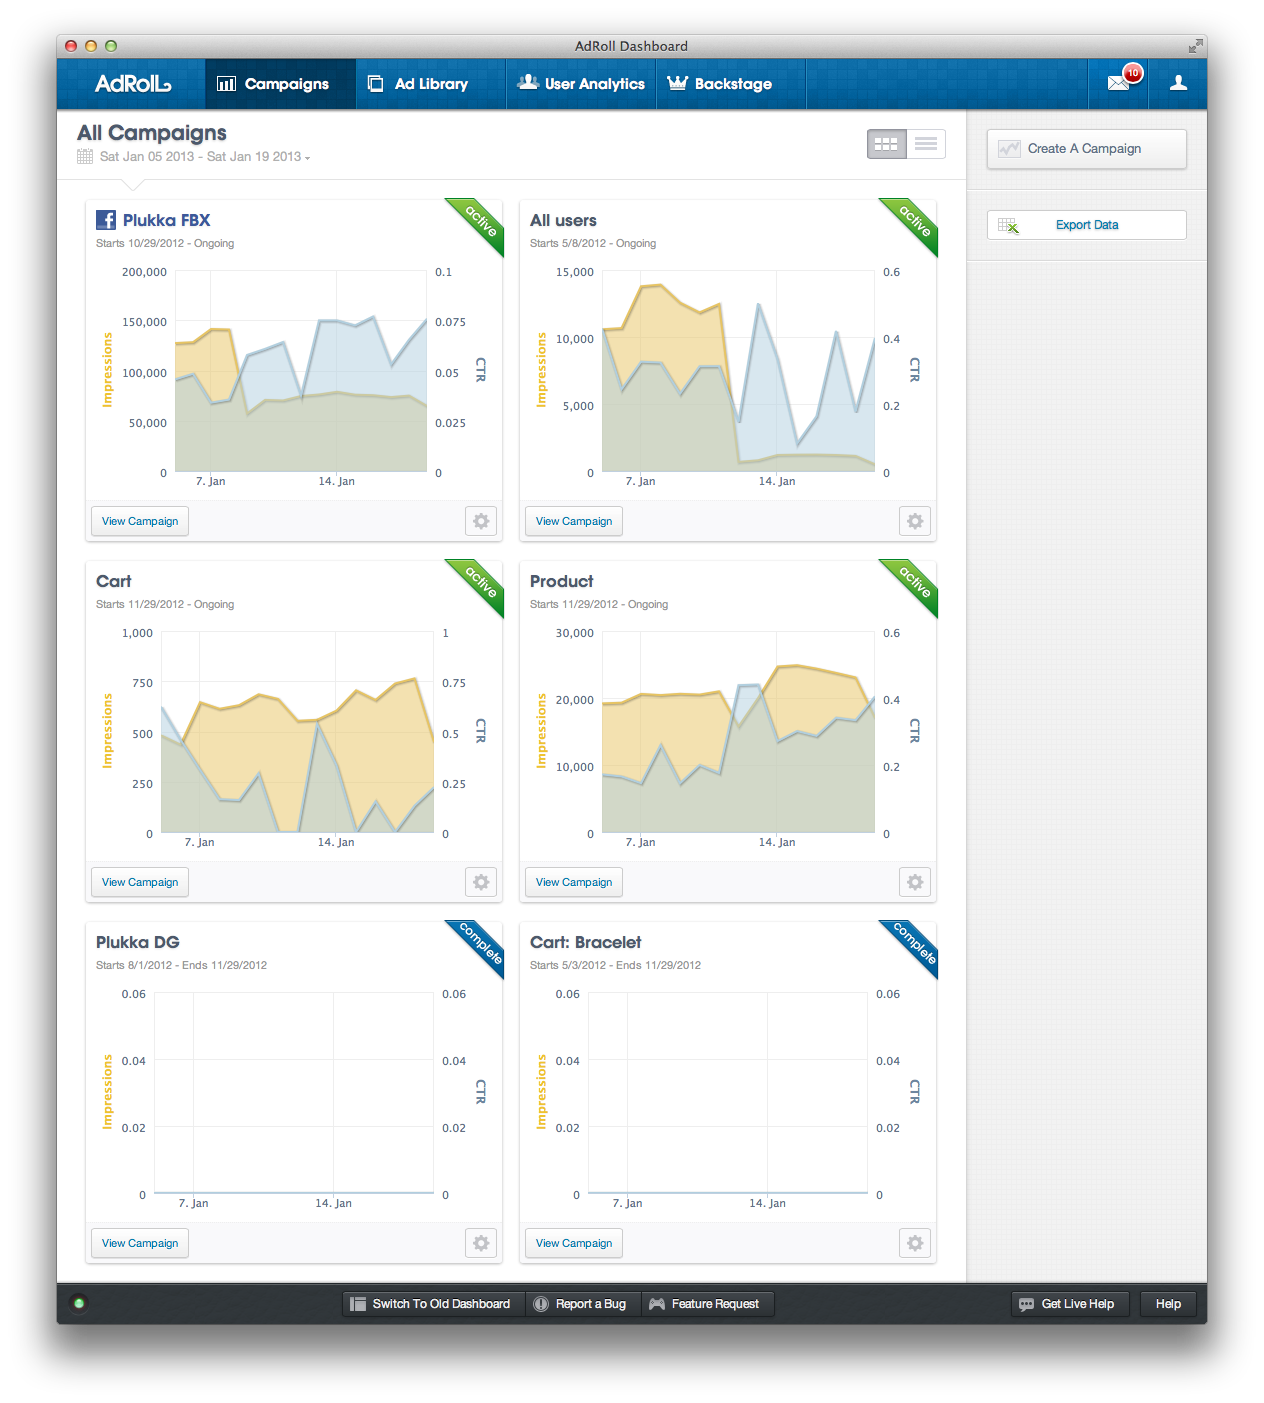 AdRoll Dashboard
AdRoll
Campaigns
Ad Library
User Analytics
Backstage
10
All Campaigns
Sat Jan 05 2013 - Sat Jan 19 2013
Create A Campaign
Export Data
Plukka FBX
active
Starts 10/29/2012 - Ongoing
200,000
150,000
100,000
50,000
0
Impressions
0.1
0.075
0.05
0.025
0
CTR
7. Jan
14. Jan
View Campaign
All users
active
Starts 5/8/2012 - Ongoing
15,000
10,000
5,000
0
Impressions
0.6
0.4
0.2
0
CTR
7. Jan
14. Jan
View Campaign
Cart
active
Starts 11/29/2012 - Ongoing
1,000
750
500
250
0
Impressions
1
0.75
0.5
0.25
0
CTR
7. Jan
14. Jan
View Campaign
Product
active
Starts 11/29/2012 - Ongoing
30,000
20,000
10,000
0
Impressions
0.6
0.4
0.2
0
CTR
7. Jan
14. Jan
View Campaign
Plukka DG
complete
Starts 8/1/2012 - Ends 11/29/2012
0.06
0.04
0.02
0
Impressions
0.06
0.04
0.02
0
CTR
7. Jan
14. Jan
View Campaign
Cart: Bracelet
complete
Starts 5/3/2012 - Ends 11/29/2012
0.06
0.04
0.02
0
Impressions
0.06
0.04
0.02
0
CTR
7. Jan
14. Jan
View Campaign
Switch To Old Dashboard
Report a Bug
Feature Request
Get Live Help
Help